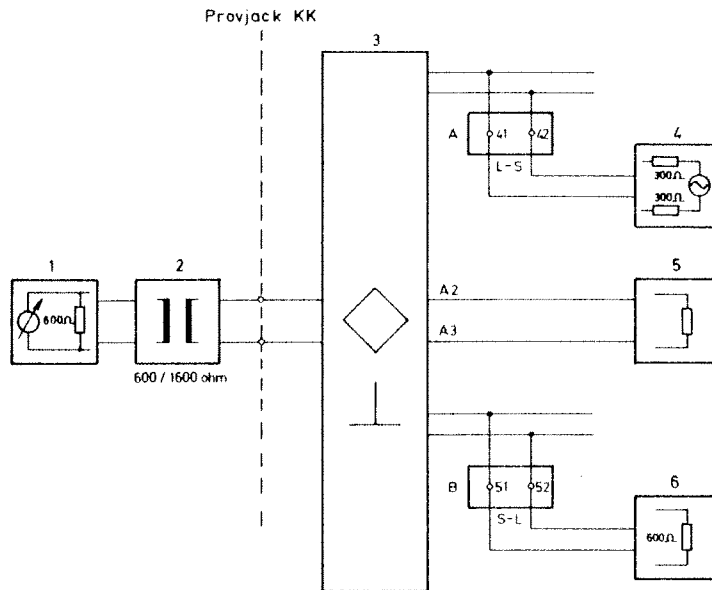 Provjack KK
3
A
41
42
L-S
4
300Ω
300Ω
1
600Ω
2
600 / 1600 ohm
A2
A3
5
B
51
52
S-L
6
600Ω